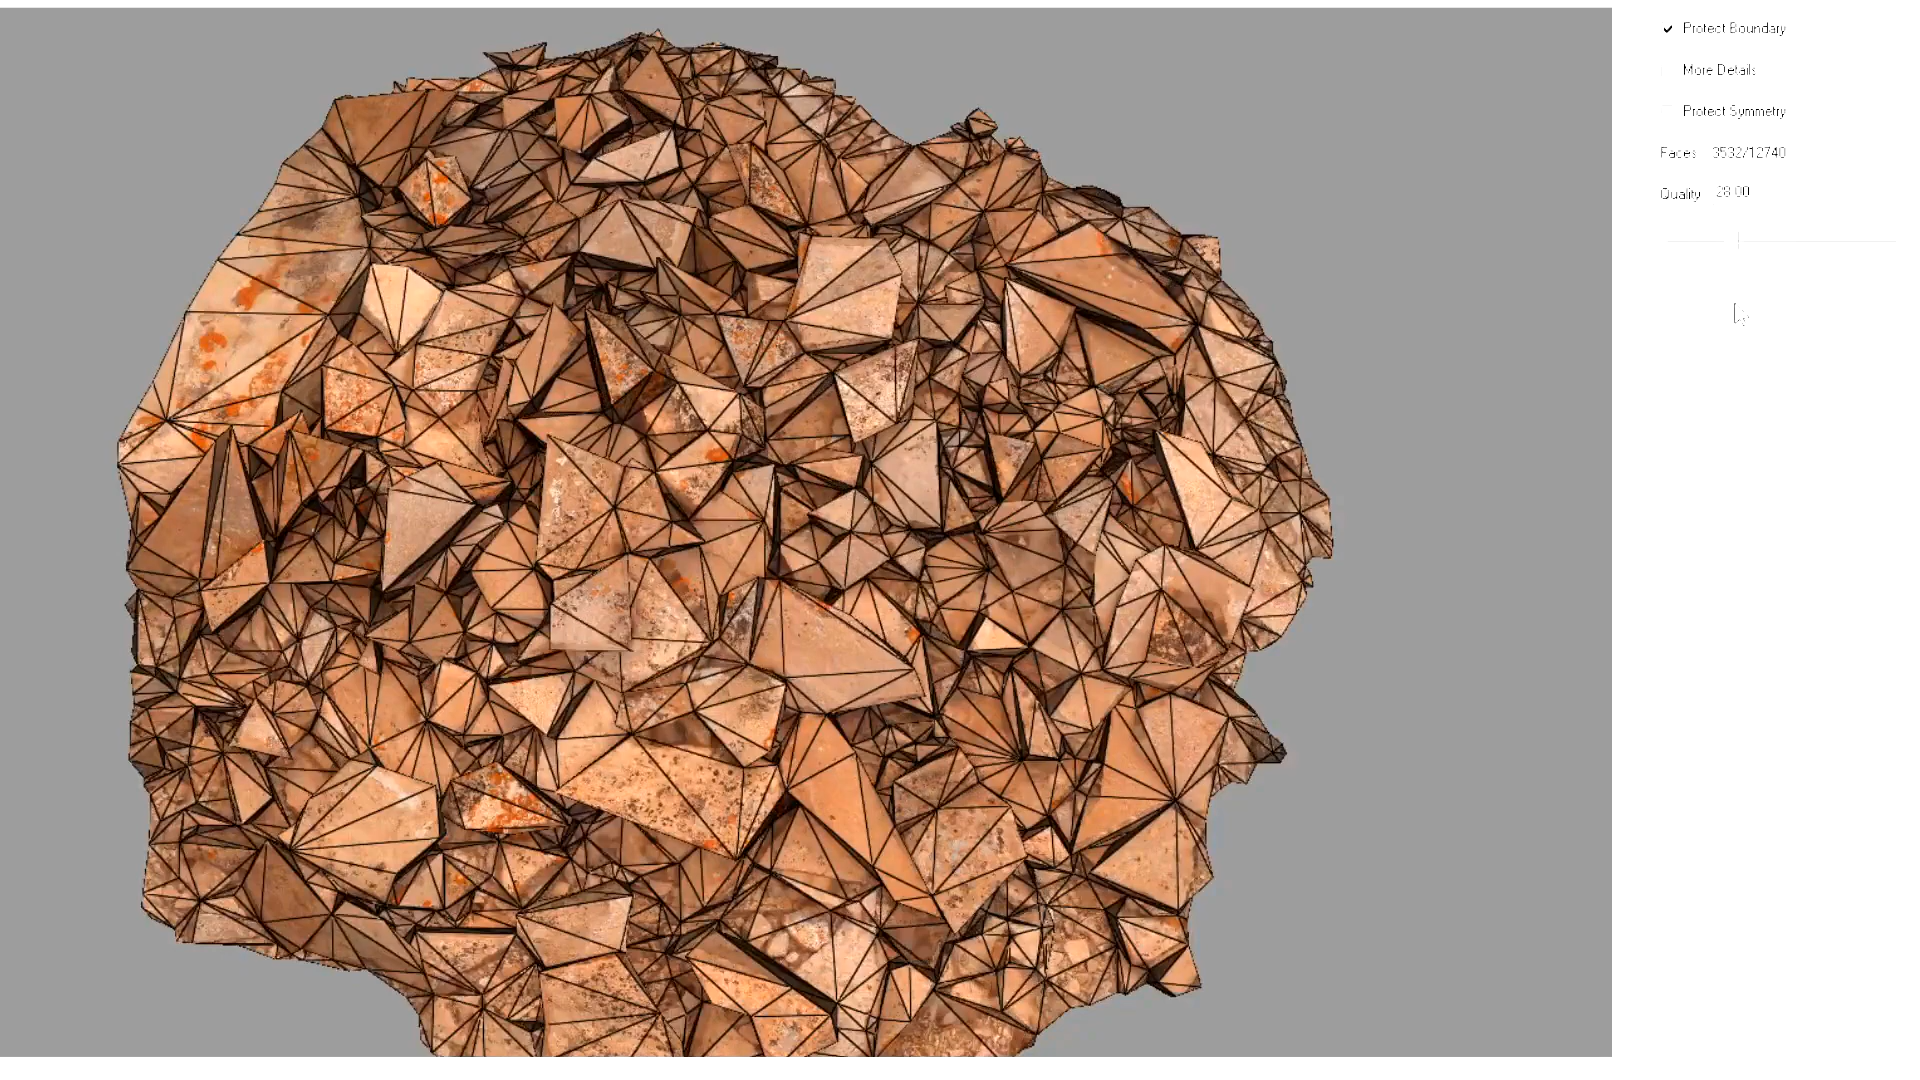 Protect Boundary
More Details
Protect Symmetry
Faces 3532/12740
Quality 28.00